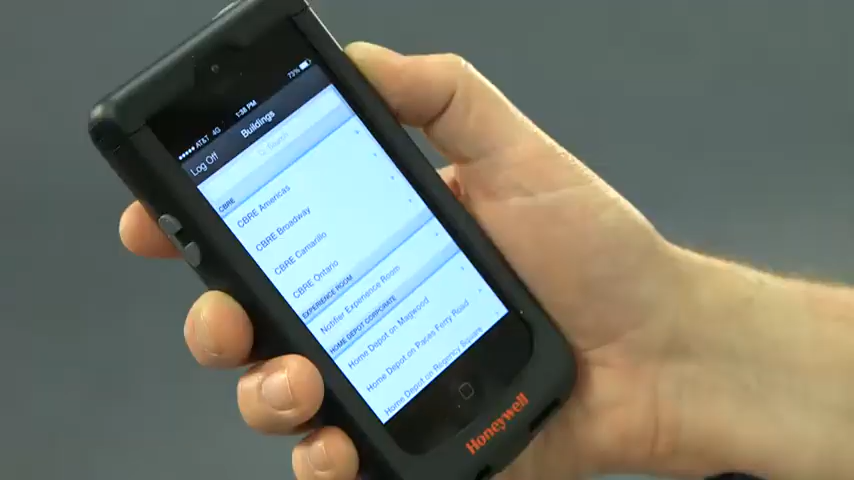 AT&T 4G 1:38 PM 73%
Log Off Buildings
Search
CBRE
CBRE Americas
CBRE Broadway
CBRE Camarillo
CBRE Ontario
EXPERIENCE ROOM
Notifier Experience Room
HOME DEPOT CORPORATE
Home Depot on Magwood
Home Depot on Paces Ferry Road
Home Depot on Regency Square
Honeywell